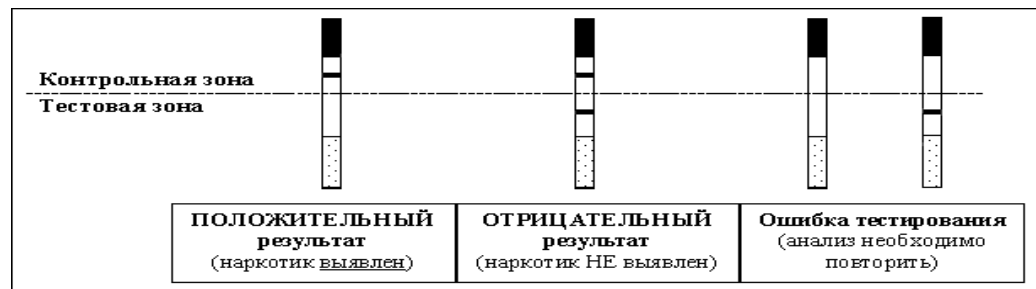 Контрольная зона
Тестовая зона
ПОЛОЖИТЕЛЬНЫЙ
результат
(наркотик выявлен)
ОТРИЦАТЕЛЬНЫЙ
результат
(наркотик НЕ выявлен)
Ошибка тестирования
(анализ необходимо
повторить)